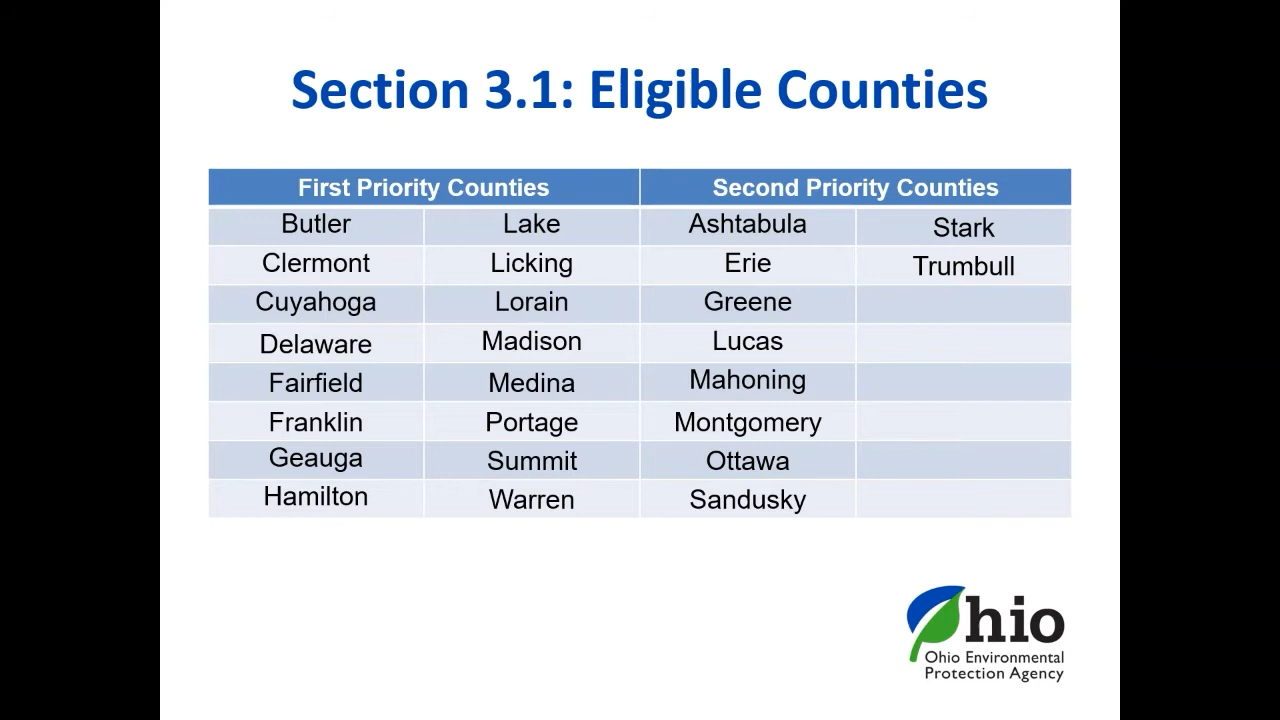 Section 3.1: Eligible Counties
First Priority Counties Second Priority Counties
Butler Lake Ashtabula Stark
Clermont Licking Erie Trumbull
Cuyahoga Lorain Greene
Delaware Madison Lucas
Fairfield Medina Mahoning
Franklin Portage Montgomery
Geauga Summit Ottawa
Hamilton Warren Sandusky
Ohio
Ohio Environmental
Protection Agency